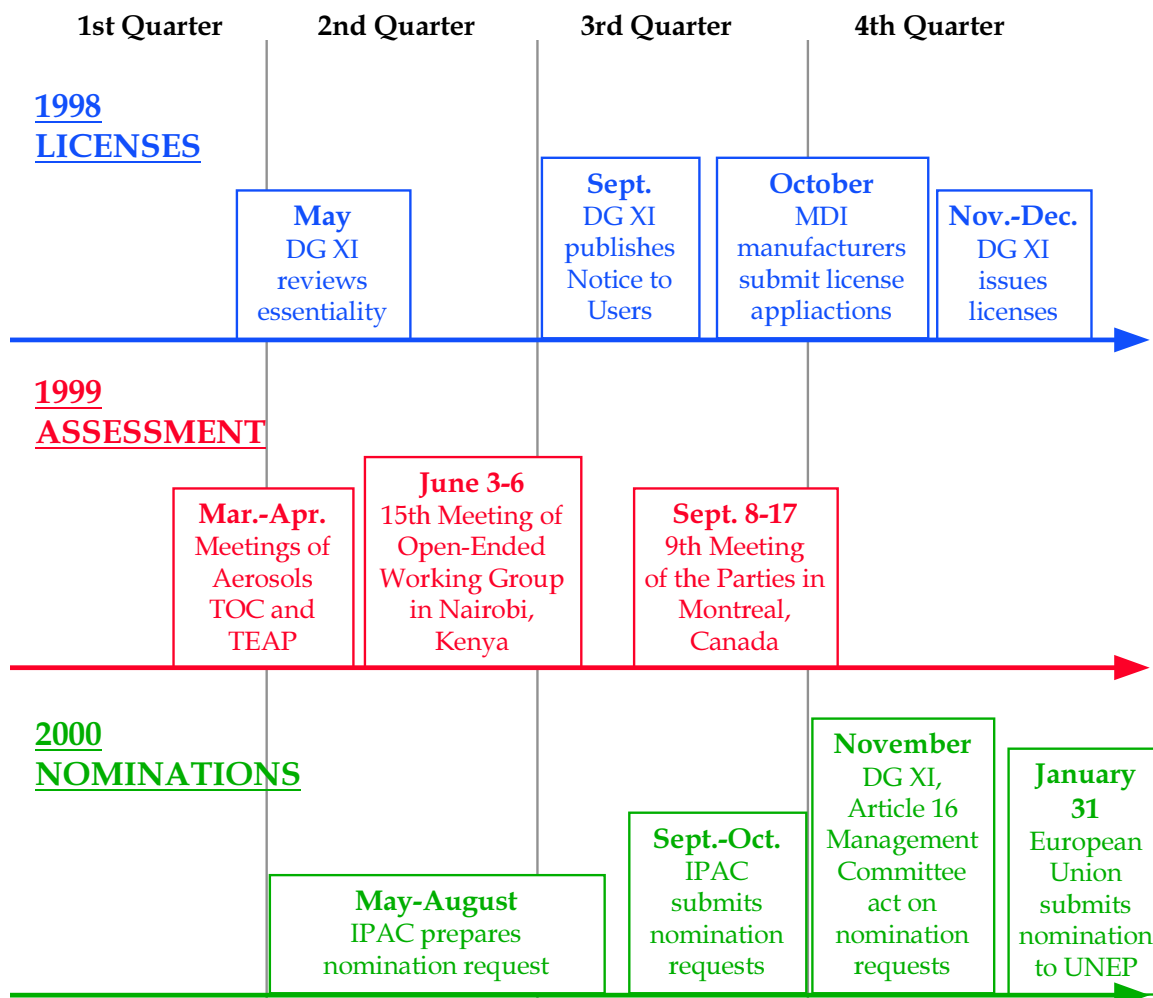 1st Quarter
2nd Quarter
3rd Quarter
4th Quarter
1998
LICENSES
May
DG XI
reviews
essentiality
Sept.
DG XI
publishes
Notice to
Users
October
MDI
manufacturers
submit license
appliactions
Nov.-Dec.
DG XI
issues
licenses
1999
ASSESSMENT
Mar.-Apr.
Meetings of
Aerosols
TOC and
TEAP
June 3-6
15th Meeting of
Open-Ended
Working Group
in Nairobi,
Kenya
Sept. 8-17
9th Meeting
of the Parties in
Montreal,
Canada
2000
NOMINATIONS
May-August
IPAC prepares
nomination request
Sept.-Oct.
IPAC
submits
nomination
requests
November
DG XI,
Article 16
Management
Committee
act on
nomination
requests
January
31
European
Union
submits
nomination
to UNEP